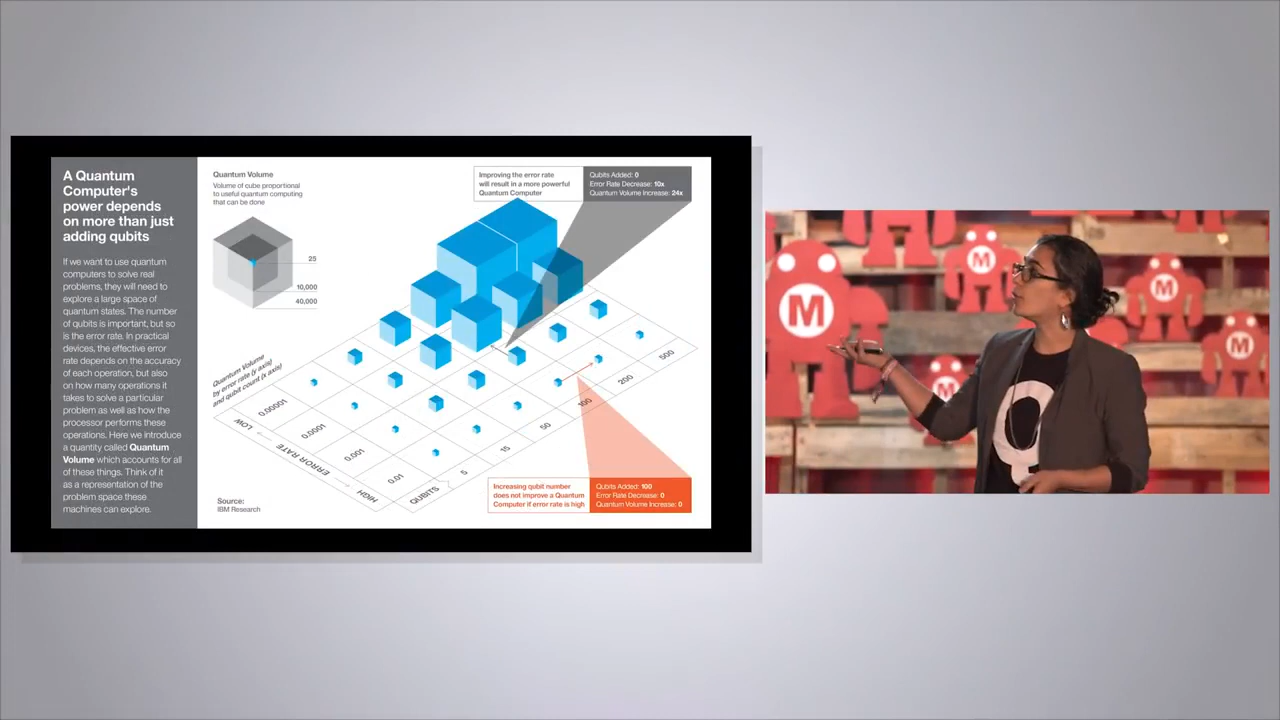 A Quantum
Computer's
power depends
on more than just
adding qubits
If we want to use quantum
computers to solve real
problems, they will need to
explore a large space of
quantum states. The number
of qubits is important, but so
is the error rate. In practical
devices, the effective error
rate depends on the accuracy
of each operation, but also
on how many operations it
takes to solve a particular
problem as well as how the
processor performs these
operations. Here we introduce
a quantity called Quantum
Volume which accounts for all
of these things. Think of it
as a representation of the
problem space these
machines can explore.
Quantum Volume
Volume of cube proportional
to useful quantum computing
that can be done
25
10,000
40,000
Improving the error rate
will result in a more powerful
Quantum Computer
Qubits Added: 0
Error Rate Decrease: 10x
Quantum Volume Increase: 24x
Quantum Volume
by error rate (y axis)
and qubit count (x axis)
LOW
ERROR RATE
HIGH
0.00001
0.0001
0.001
0.01
QUBITS
5
15
50
100
200
500
Increasing qubit number
does not improve a Quantum
Computer if error rate is high
Qubits Added: 100
Error Rate Decrease: 0
Quantum Volume Increase: 0
Source:
IBM Research
M
M
M
M
M
Q